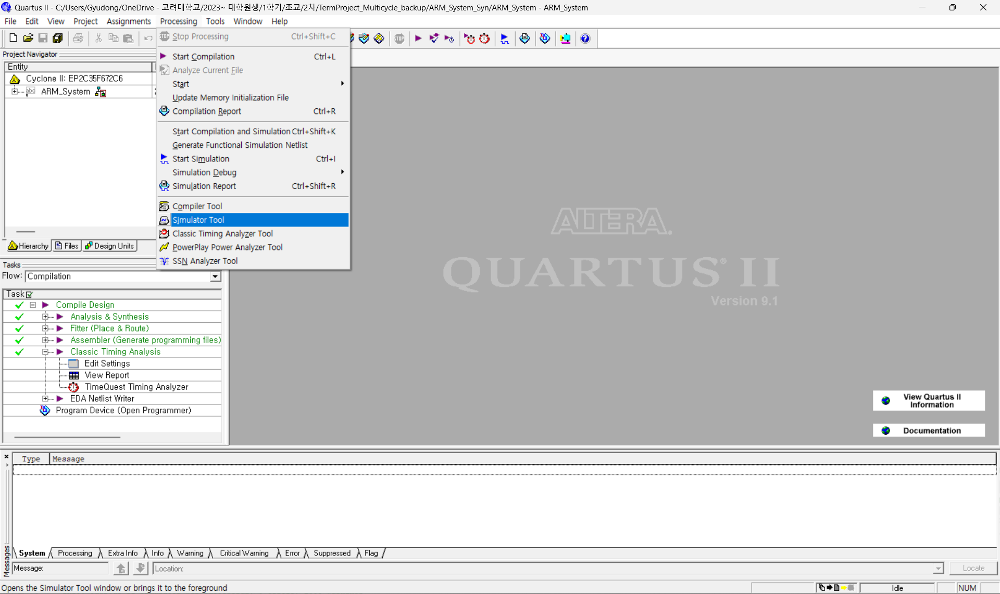 Quartus II - C:/Users/Gyudong/OneDrive - 고려대학교/2023~ 대학원생/1학기/조교/2차/TermProject_Multicycle_backup/ARM_System_Syn/ARM_System - ARM_System
File Edit View Project Assignments Processing Tools Window Help
Stop Processing Ctrl+Shift+C
Start Compilation Ctrl+L
Analyze Current File
Start
Update Memory Initialization File
Compilation Report Ctrl+R
Start Compilation and Simulation Ctrl+Shift+K
Generate Functional Simulation Netlist
Start Simulation Ctrl+I
Simulation Debug
Simulation Report Ctrl+Shift+R
Compiler Tool
Simulator Tool
Classic Timing Analyzer Tool
PowerPlay Power Analyzer Tool
SSN Analyzer Tool
Project Navigator
Entity
Cyclone II: EP2C35F672C6
abc ARM_System
Hierarchy Files Design Units
Tasks
Flow: Compilation
Task
Compile Design
Analysis & Synthesis
Fitter (Place & Route)
Assembler (Generate programming files)
Classic Timing Analysis
Edit Settings
View Report
TimeQuest Timing Analyzer
EDA Netlist Writer
Program Device (Open Programmer)
ALTERA.
QUARTUS® II
Version 9.1
View Quartus II
Information
Documentation
Type Message
System Processing Extra Info Info Warning Critical Warning Error Suppressed Flag
Messages
Message: Location: Locate
Opens the Simulator Tool window or brings it to the foreground
Idle NUM